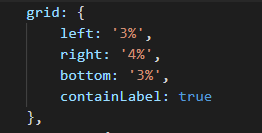 grid: {
left: '3%',
right: '4%',
bottom: '3%',
containLabel: true
},